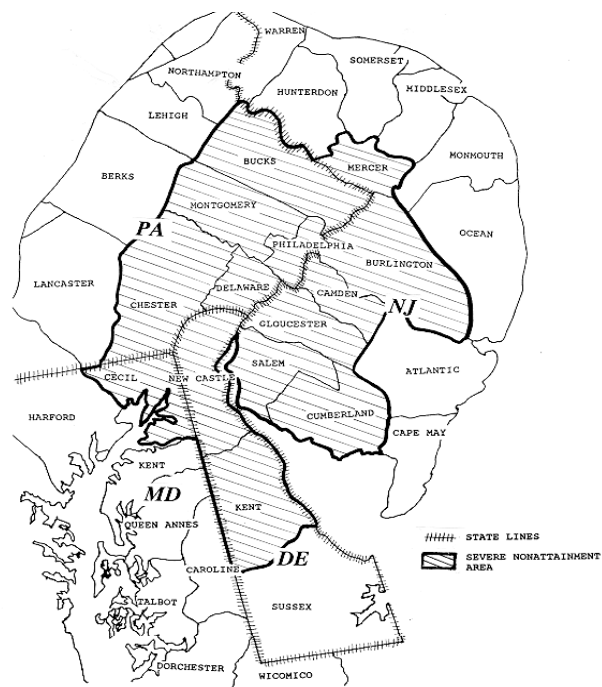 WARREN
SOMERSET
NORTHAMPTON
HUNTERDON
MIDDLESEX
LEHIGH
BUCKS
MERCER
MONMOUTH
BERKS
MONTGOMERY
PA
OCEAN
PHILADELPHIA
BURLINGTON
LANCASTER
DELAWARE
CAMDEN
CHESTER
NJ
GLOUCESTER
SALEM
ATLANTIC
CECIL
NEW CASTLE
HARFORD
CUMBERLAND
CAPE MAY
KENT
MD
KENT
QUEEN ANNES
STATE LINES
SEVERE NONATTAINMENT
AREA
DE
CAROLINE
TALBOT
SUSSEX
DORCHESTER
WICOMICO